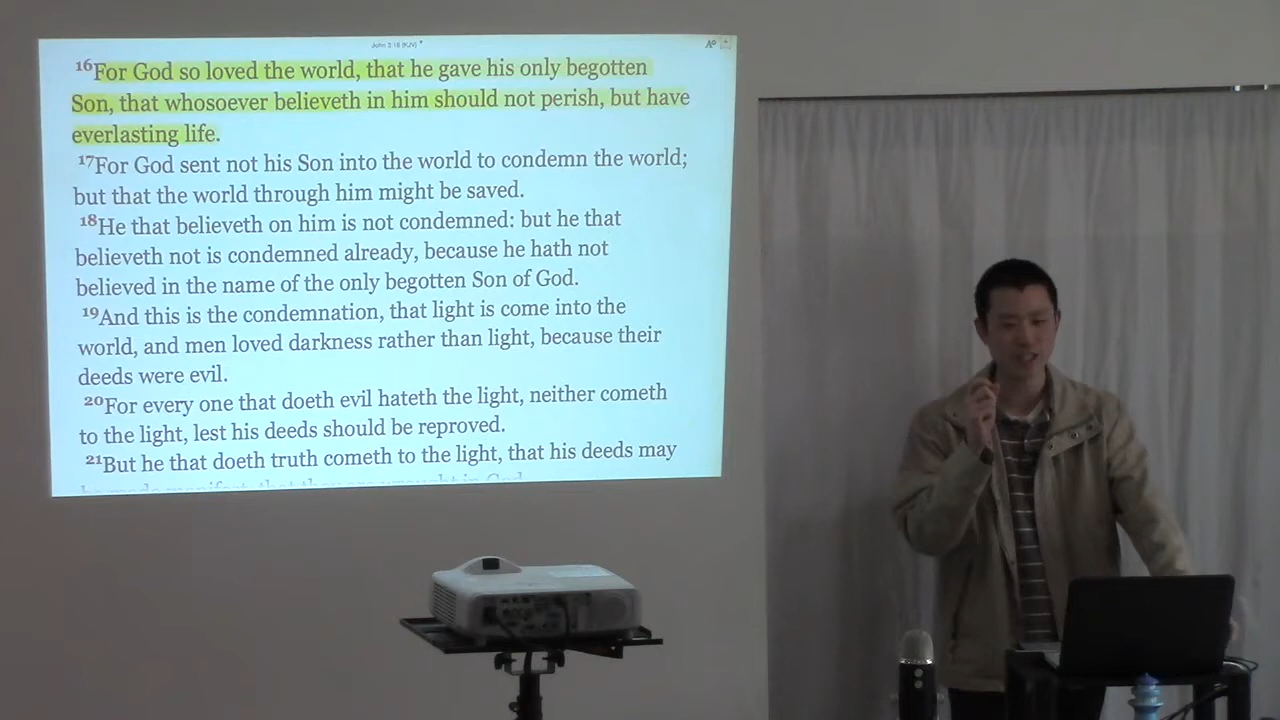 John 3:16 (KJV)
16For God so loved the world, that he gave his only begotten
Son, that whosoever believeth in him should not perish, but have
everlasting life.
17For God sent not his Son into the world to condemn the world;
but that the world through him might be saved.
18He that believeth on him is not condemned: but he that
believeth not is condemned already, because he hath not
believed in the name of the only begotten Son of God.
19And this is the condemnation, that light is come into the
world, and men loved darkness rather than light, because their
deeds were evil.
20For every one that doeth evil hateth the light, neither cometh
to the light, lest his deeds should be reproved.
21But he that doeth truth cometh to the light, that his deeds may